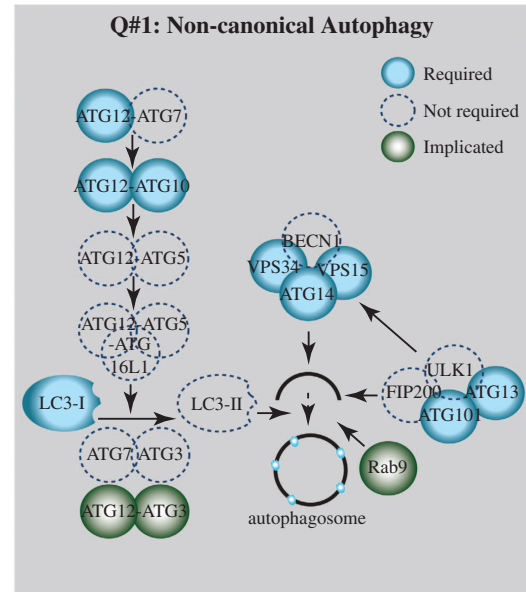 Q#1: Non-canonical Autophagy
Required
Not required
Implicated
ATG12-ATG7
ATG12-ATG10
ATG12-ATG5
ATG12-ATG5
-ATG
16L1
LC3-I
LC3-II
ATG7 ATG3
ATG12-ATG3
BECN1
VPS34 VPS15
ATG14
ULK1
FIP200 ATG13
ATG101
Rab9
autophagosome